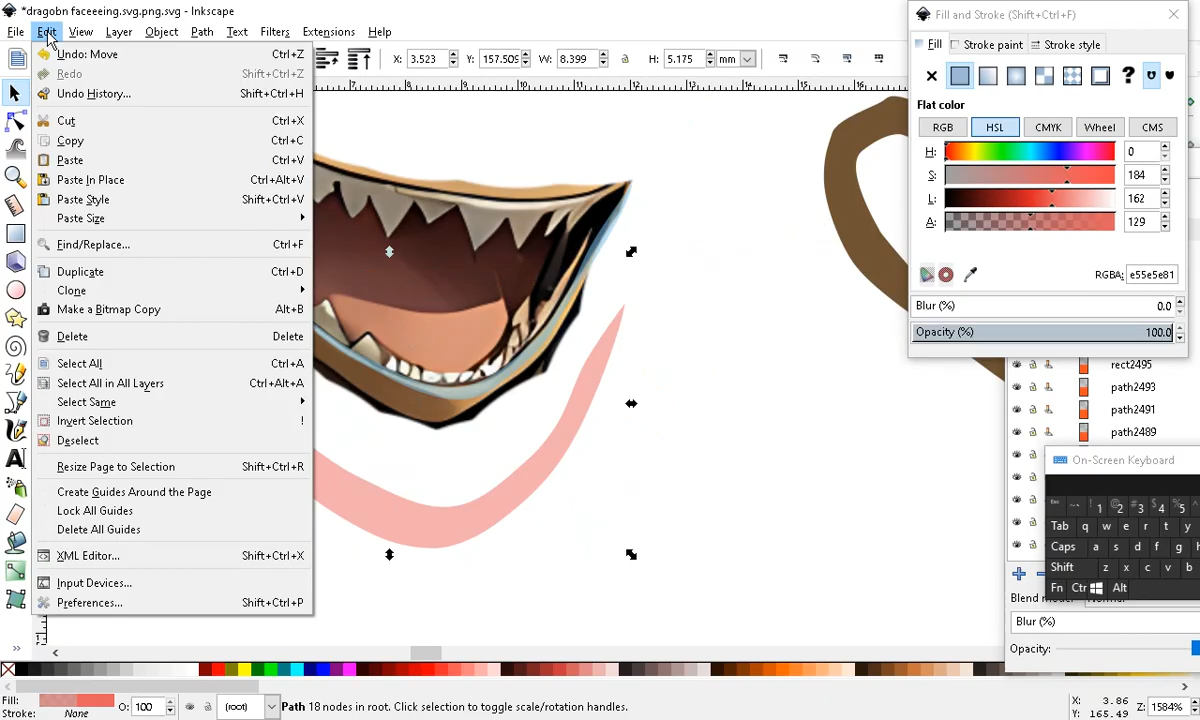 *dragobn faceeeing.svg.png.svg - Inkscape
File Edit View Layer Object Path Text Filters Extensions Help
X: 3.523 Y: 157.509 W: 8.399 H: 5.175 mm
Undo: Move Ctrl+Z
Redo Shift+Ctrl+Z
Undo History... Shift+Ctrl+H
Cut Ctrl+X
Copy Ctrl+C
Paste Ctrl+V
Paste In Place Ctrl+Alt+V
Paste Style Shift+Ctrl+V
Paste Size
Find/Replace... Ctrl+F
Duplicate Ctrl+D
Clone
Make a Bitmap Copy Alt+B
Delete Delete
Select All Ctrl+A
Select All in All Layers Ctrl+Alt+A
Select Same
Invert Selection !
Deselect
Resize Page to Selection Shift+Ctrl+R
Create Guides Around the Page
Lock All Guides
Delete All Guides
XML Editor... Shift+Ctrl+X
Input Devices...
Preferences... Shift+Ctrl+P
Fill and Stroke (Shift+Ctrl+F)
Fill Stroke paint Stroke style
Flat color
RGB HSL CMYK Wheel CMS
H: 0
S: 184
L: 162
A: 129
RGBA: e55e5e81
Blur (%) 0.0
Opacity (%) 100.0
rect2495
path2493
path2491
path2489
On-Screen Keyboard
Tab q w e r t y
Caps a s d f g h
Shift z x c v b
Fn Ctr Alt
Blur (%)
Opacity:
Fill:
Stroke: None
O: 100
(root)
Path 18 nodes in root. Click selection to toggle scale/rotation handles.
X: 3.86
Y: 165.49
Z: 1584%